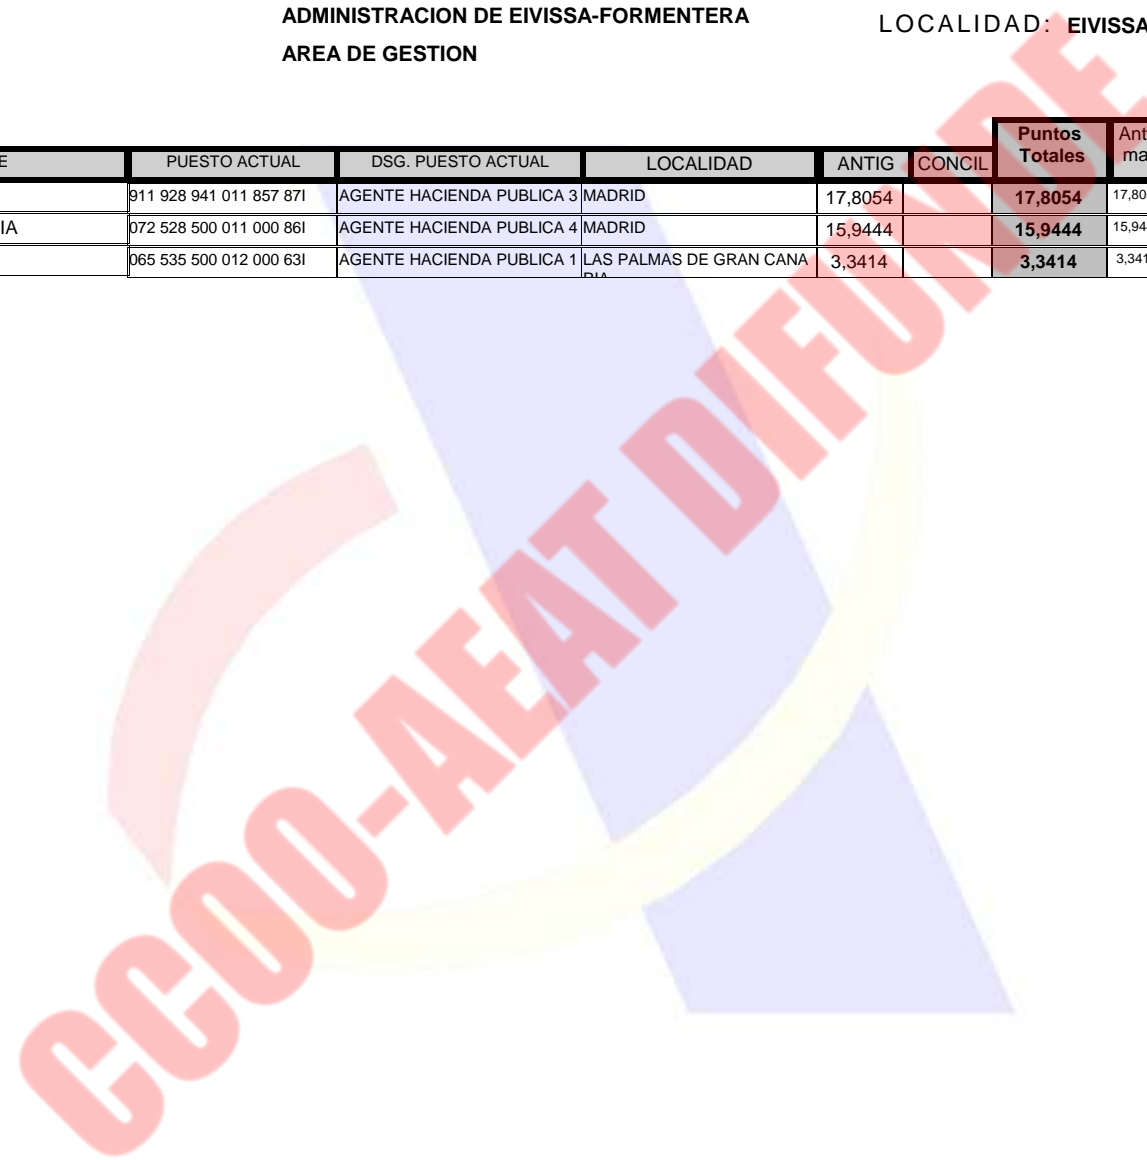 ADMINISTRACION DE EIVISSA-FORMENTERA
LOCALIDAD: EIVISSA
AREA DE GESTION
E PUESTO ACTUAL DSG. PUESTO ACTUAL LOCALIDAD ANTIG CONCIL Puntos Totales Ant ma
911 928 941 011 857 87I AGENTE HACIENDA PUBLICA 3 MADRID 17,8054 17,8054 17,80
IA 072 528 500 011 000 86I AGENTE HACIENDA PUBLICA 4 MADRID 15,9444 15,9444 15,94
065 535 500 012 000 63I AGENTE HACIENDA PUBLICA 1 LAS PALMAS DE GRAN CANA 3,3414 3,3414 3,341
RIA
CCOO-AEAT DIFUNDE